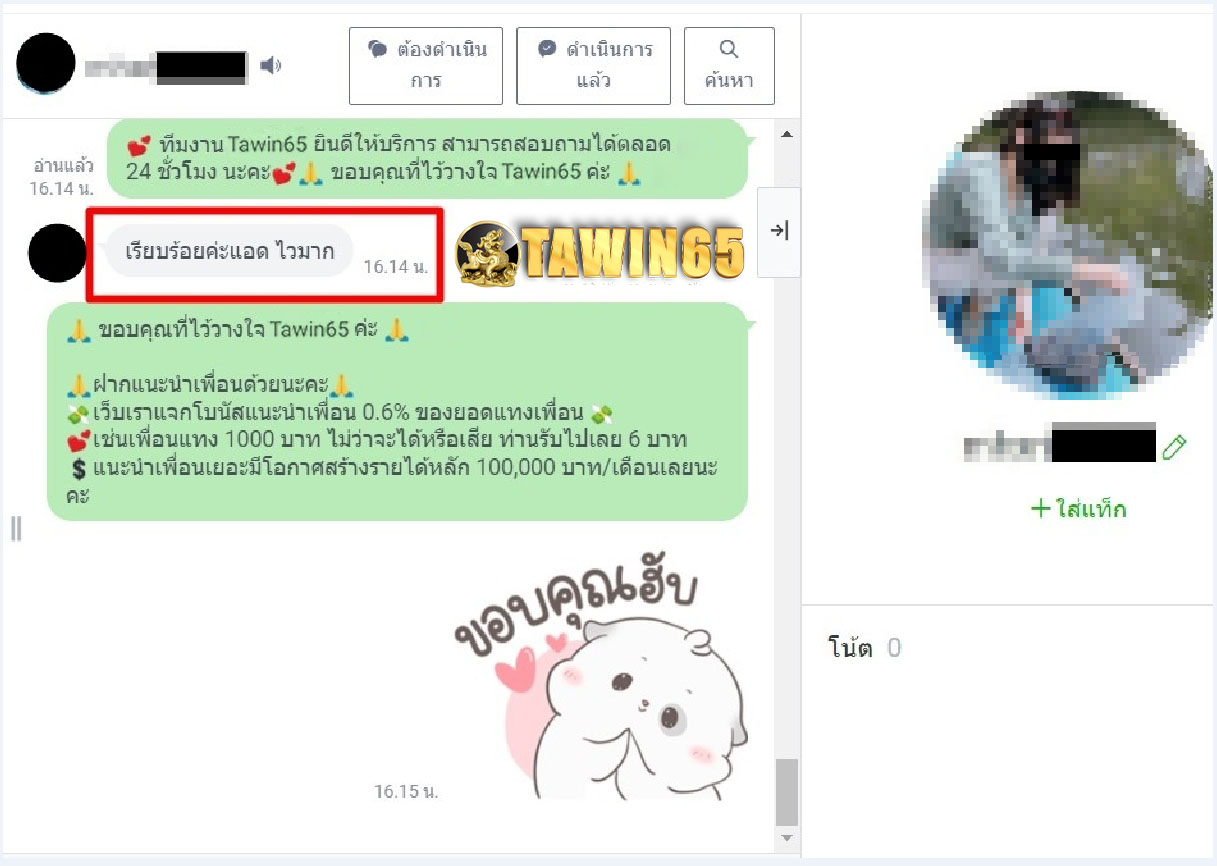 ต้องดำเนิน
การ
ดำเนินการ
แล้ว
ค้นหา
💕 ทีมงาน Tawin65 ยินดีให้บริการ สามารถสอบถามได้ตลอด
24 ชั่วโมง นะคะ💕🙏 ขอบคุณที่ไว้วางใจ Tawin65 ค่ะ 🙏
อ่านแล้ว
16.14 น.
เรียบร้อยค่ะแอด ไวมาก
16.14 น.
TAWIN65
🙏 ขอบคุณที่ไว้วางใจ Tawin65 ค่ะ 🙏
🙏ฝากแนะนำเพื่อนด้วยนะคะ🙏
💸เว็บเราแจกโบนัสแนะนำเพื่อน 0.6% ของยอดแทงเพื่อน 💸
💕เช่นเพื่อนแทง 1000 บาท ไม่ว่าจะได้หรือเสีย ท่านรับไปเลย 6 บาท
💲แนะนำเพื่อนเยอะมีโอกาศสร้างรายได้หลัก 100,000 บาท/เดือนเลยนะ
คะ
ขอบคุณฮับ
16.15 น.
+ ใส่แท็ก
โน้ต 0